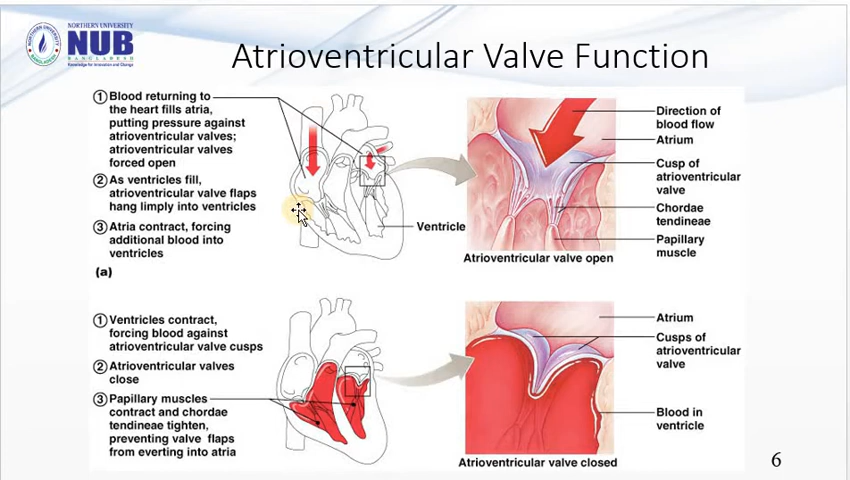 NORTHERN UNIVERSITY
NUB
BANGLADESH
Knowledge for Innovation and Change
Atrioventricular Valve Function
① Blood returning to
the heart fills atria,
putting pressure against
atrioventricular valves;
atrioventricular valves
forced open
② As ventricles fill,
atrioventricular valve flaps
hang limply into ventricles
③ Atria contract, forcing
additional blood into
ventricles
(a)
Ventricle
Direction of
blood flow
Atrium
Cusp of
atrioventricular
valve
Chordae
tendineae
Papillary
muscle
Atrioventricular valve open
① Ventricles contract,
forcing blood against
atrioventricular valve cusps
② Atrioventricular valves
close
③ Papillary muscles
contract and chordae
tendineae tighten,
preventing valve flaps
from everting into atria
Atrium
Cusps of
atrioventricular
valve
Blood in
ventricle
Atrioventricular valve closed
6